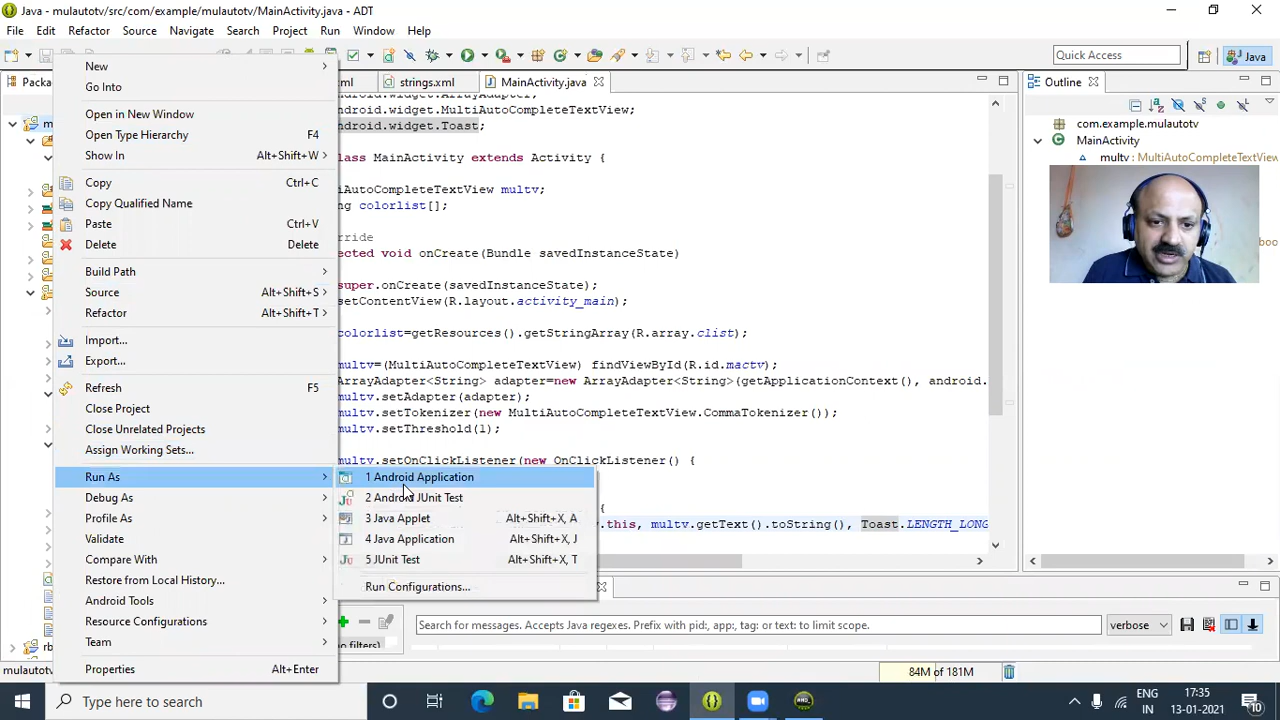 Java - mulautotv/src/com/example/mulautotv/MainActivity.java - ADT
File Edit Refactor Source Navigate Search Project Run Window Help
Quick Access
Java
Packa
strings.xml
MainActivity.java
Outline
New
Go Into
Open in New Window
Open Type Hierarchy F4
Show In Alt+Shift+W
Copy Ctrl+C
Copy Qualified Name
Paste Ctrl+V
Delete Delete
Build Path
Source Alt+Shift+S
Refactor Alt+Shift+T
Import...
Export...
Refresh F5
Close Project
Close Unrelated Projects
Assign Working Sets...
Run As
Debug As
Profile As
Validate
Compare With
Restore from Local History...
Android Tools
Resource Configurations
Team
Properties Alt+Enter
1 Android Application
2 Android JUnit Test
3 Java Applet Alt+Shift+X, A
4 Java Application Alt+Shift+X, J
5 JUnit Test Alt+Shift+X, T
Run Configurations...
ndroid.widget.ArrayAdapter;
ndroid.widget.MultiAutoCompleteTextView;
ndroid.widget.Toast;
lass MainActivity extends Activity {
iAutoCompleteTextView multv;
ng colorlist[];
ride
ected void onCreate(Bundle savedInstanceState)
super.onCreate(savedInstanceState);
setContentView(R.layout.activity_main);
colorlist=getResources().getStringArray(R.array.clist);
multv=(MultiAutoCompleteTextView) findViewById(R.id.mactv);
ArrayAdapter<String> adapter=new ArrayAdapter<String>(getApplicationContext(), android.
multv.setAdapter(adapter);
multv.setTokenizer(new MultiAutoCompleteTextView.CommaTokenizer());
multv.setThreshold(1);
multv.setOnClickListener(new OnClickListener() {
{
.this, multv.getText().toString(), Toast.LENGTH_LONG
com.example.mulautotv
MainActivity
multv : MultiAutoCompleteTextView
boo
Search for messages. Accepts Java regexes. Prefix with pid:, app:, tag: or text: to limit scope.
verbose
mulautotv
84M of 181M
Type here to search
ENG
IN
17:35
13-01-2021
10